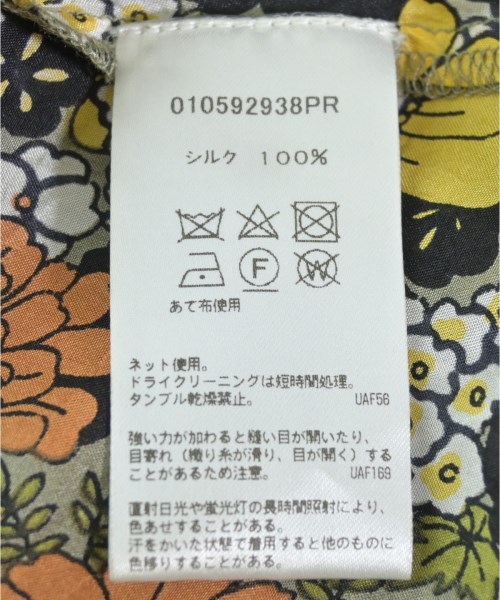 010592938PR
シルク 100%
F W
あて布使用
ネット使用。
ドライクリーニングは短時間処理。
タンブル乾燥禁止。 UAF56
強い力が加わると縫い目が開いたり、
目寄れ（織り糸が滑り、目が開く）する
ことがあるため注意。 UAF169
直射日光や蛍光灯の長時間照射により、
色あせすることがある。
汗をかいた状態で着用すると他のものに
色移りすることがある。